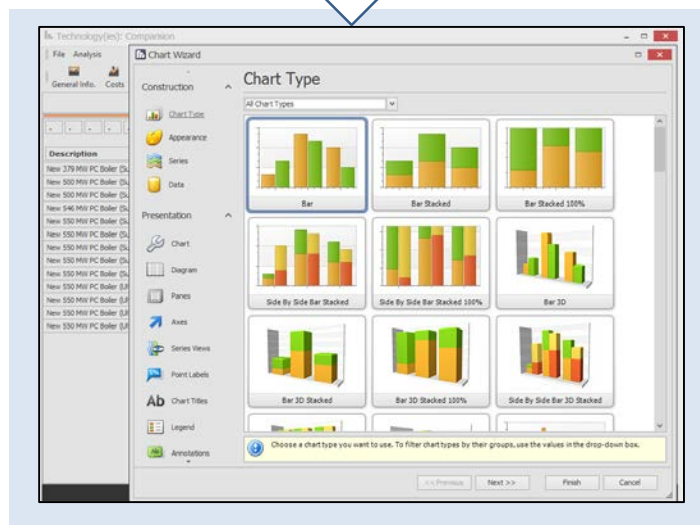 Technology(ies): Comparison
File Analysis
General Info. Costs
Description
New 379 MW PC Boiler (Su
New 500 MW PC Boiler (Su
New 500 MW PC Boiler (Su
New 546 MW PC Boiler (Su
New 550 MW PC Boiler (Su
New 550 MW PC Boiler (Su
New 550 MW PC Boiler (Su
New 550 MW PC Boiler (Su
New 550 MW PC Boiler (Su
New 550 MW PC Boiler (Ul
New 550 MW PC Boiler (Ul
New 550 MW PC Boiler (Ul
New 550 MW PC Boiler (Ul
Chart Wizard
Construction
Chart Type
Appearance
Series
Data
Presentation
Chart
Diagram
Panes
Axes
Series Views
Point Labels
Ab Chart Titles
Legend
Ab Annotations
Chart Type
All Chart Types
Bar
Bar Stacked
Bar Stacked 100%
Side By Side Bar Stacked
Side By Side Bar Stacked 100%
Bar 3D
Bar 3D Stacked
Bar 3D Stacked 100%
Side By Side Bar 3D Stacked
Choose a chart type you want to use. To filter chart types by their groups, use the values in the drop-down box.
<< Previous Next >> Finish Cancel